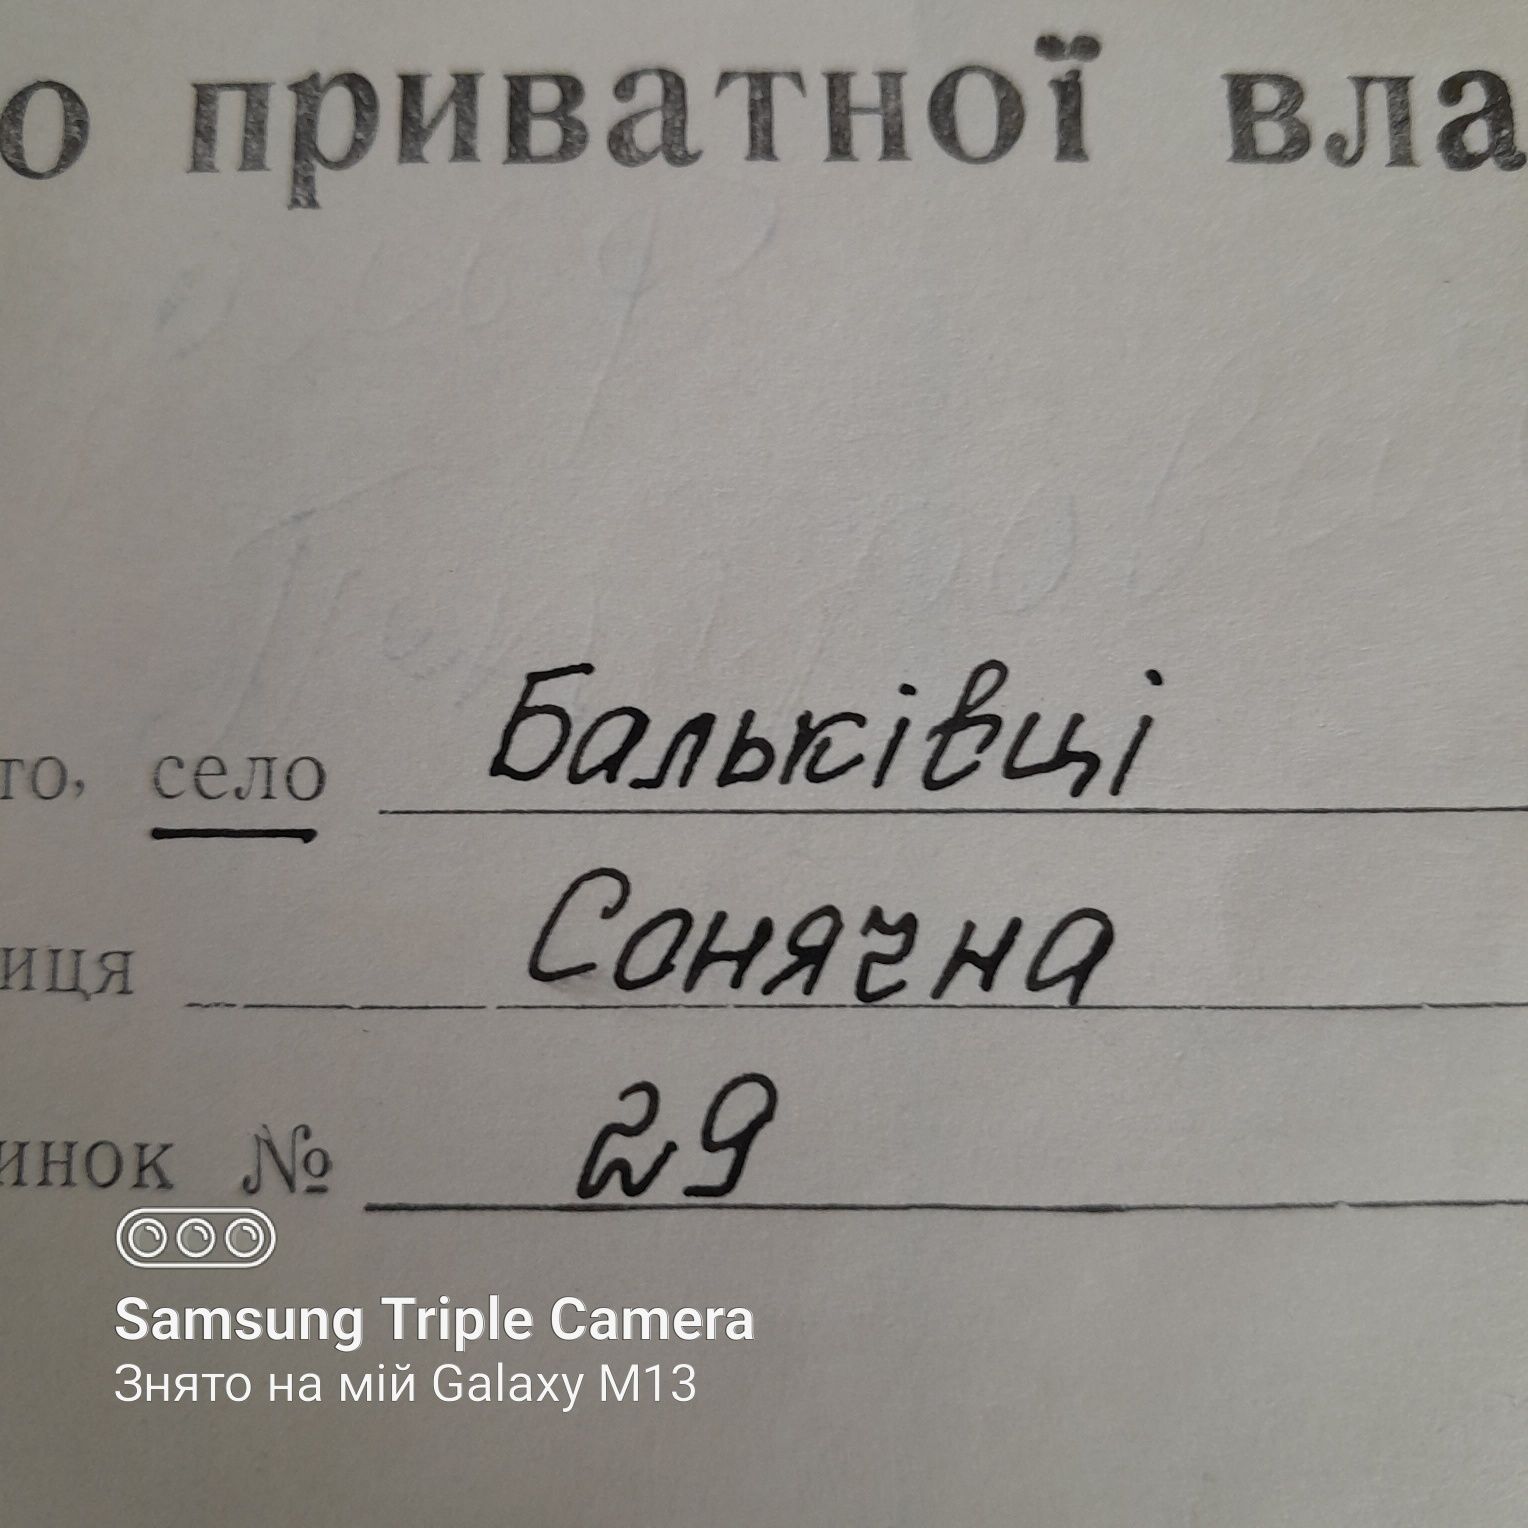 о приватної вла
то, село Бальківці
иця Сонячна
инок № 29
Samsung Triple Camera
Знято на мій Galaxy M13